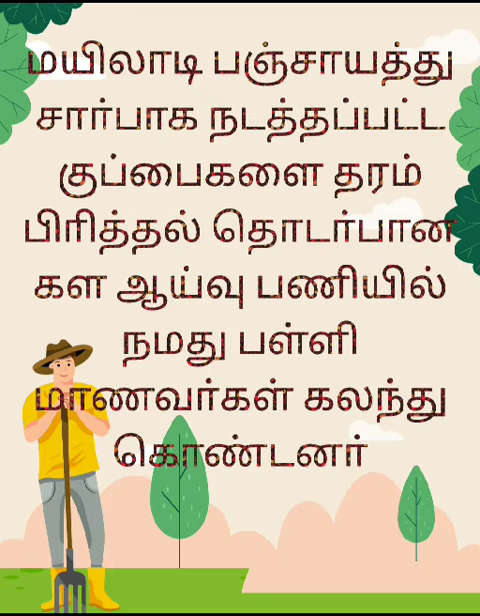 மயிலாடி பஞ்சாயத்து
சார்பாக நடத்தப்பட்ட
குப்பைகளை தரம்
பிரித்தல் தொடர்பான
கள ஆய்வு பணியில்
நமது பள்ளி
மாணவர்கள் கலந்து
கொண்டனர்